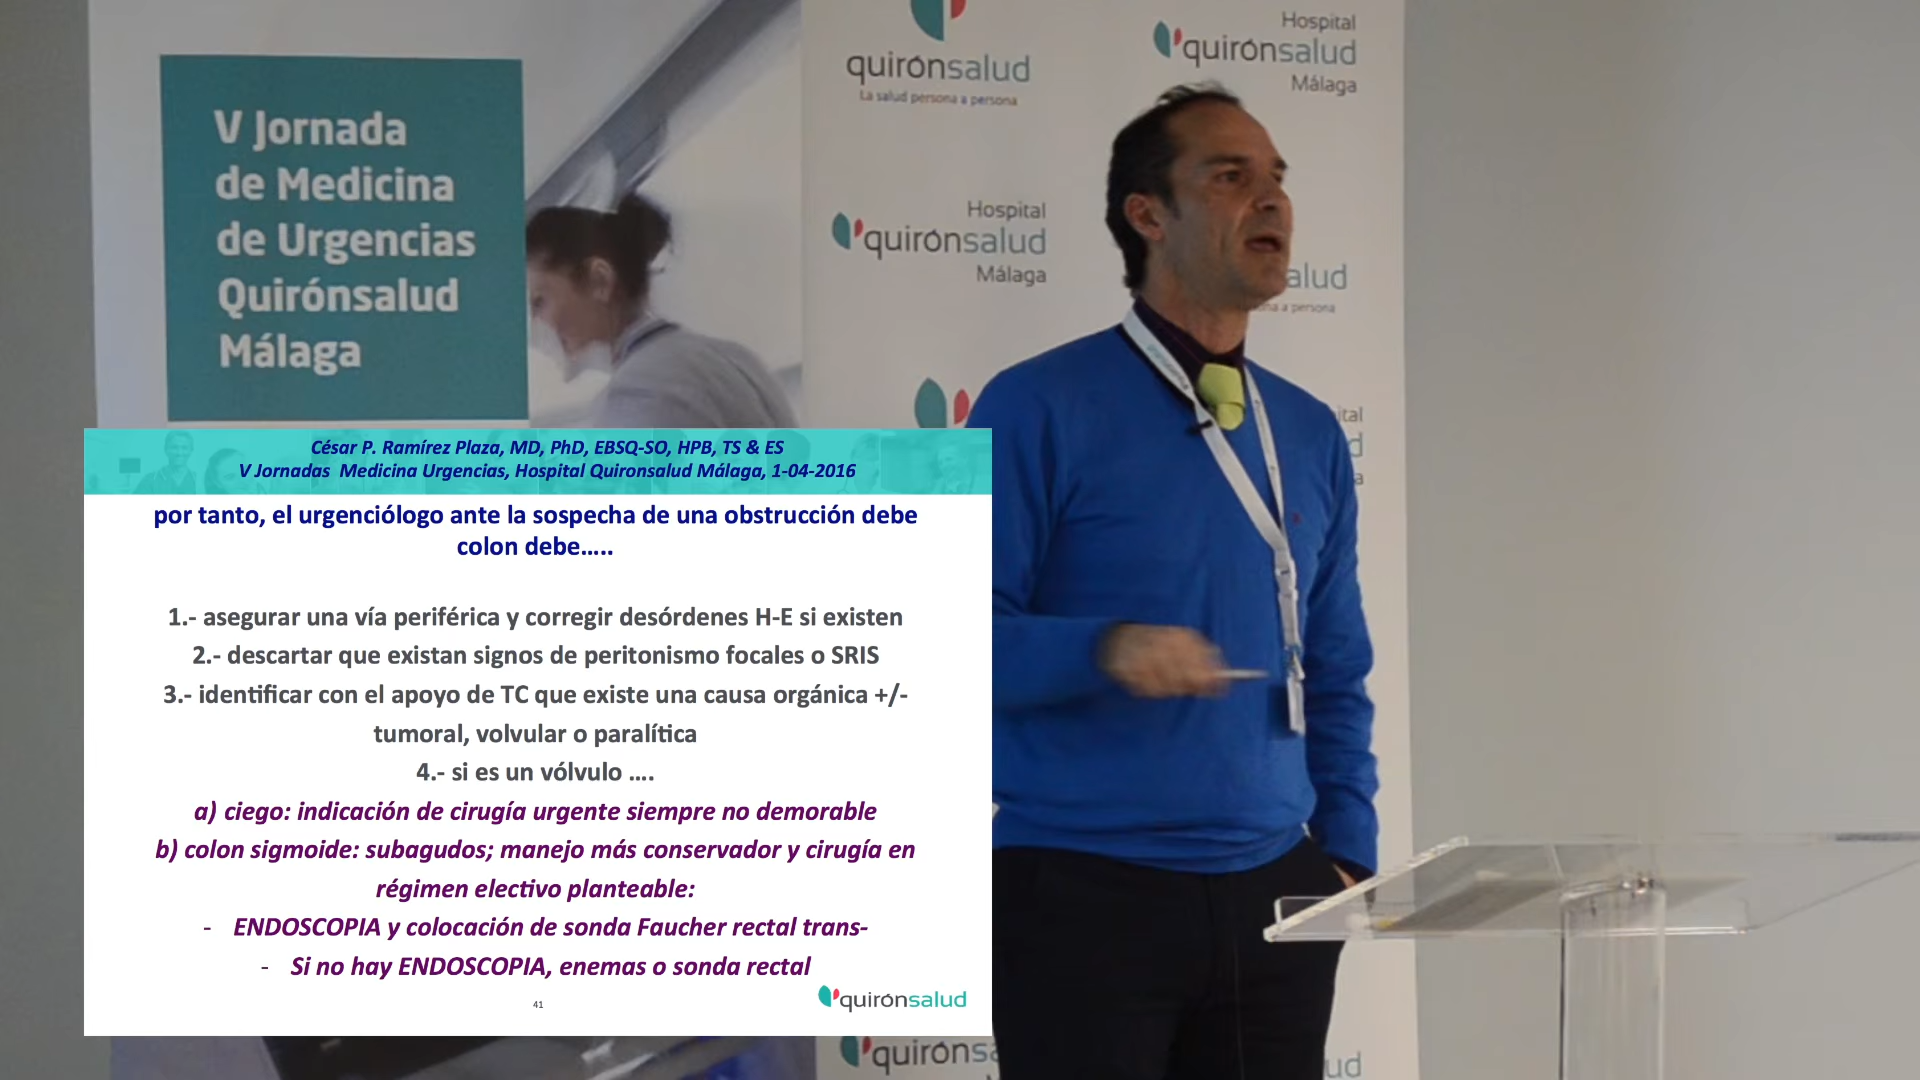 V Jornada
de Medicina
de Urgencias
Quirónsalud
Málaga
quirónsalud
La salud persona a persona
Hospital
quirónsalud
Málaga
Hospital
quirónsalud
Málaga
salud
a persona
César P. Ramírez Plaza, MD, PhD, EBSQ-SO, HPB, TS & ES
V Jornadas Medicina Urgencias, Hospital Quironsalud Málaga, 1-04-2016
por tanto, el urgenciólogo ante la sospecha de una obstrucción debe
colon debe…..
1.- asegurar una vía periférica y corregir desórdenes H-E si existen
2.- descartar que existan signos de peritonismo focales o SRIS
3.- identificar con el apoyo de TC que existe una causa orgánica +/-
tumoral, volvular o paralítica
4.- si es un vólvulo ….
a) ciego: indicación de cirugía urgente siempre no demorable
b) colon sigmoide: subagudos; manejo más conservador y cirugía en
régimen electivo planteable:
- ENDOSCOPIA y colocación de sonda Faucher rectal trans-
- Si no hay ENDOSCOPIA, enemas o sonda rectal
41
quirónsalud
quiróns